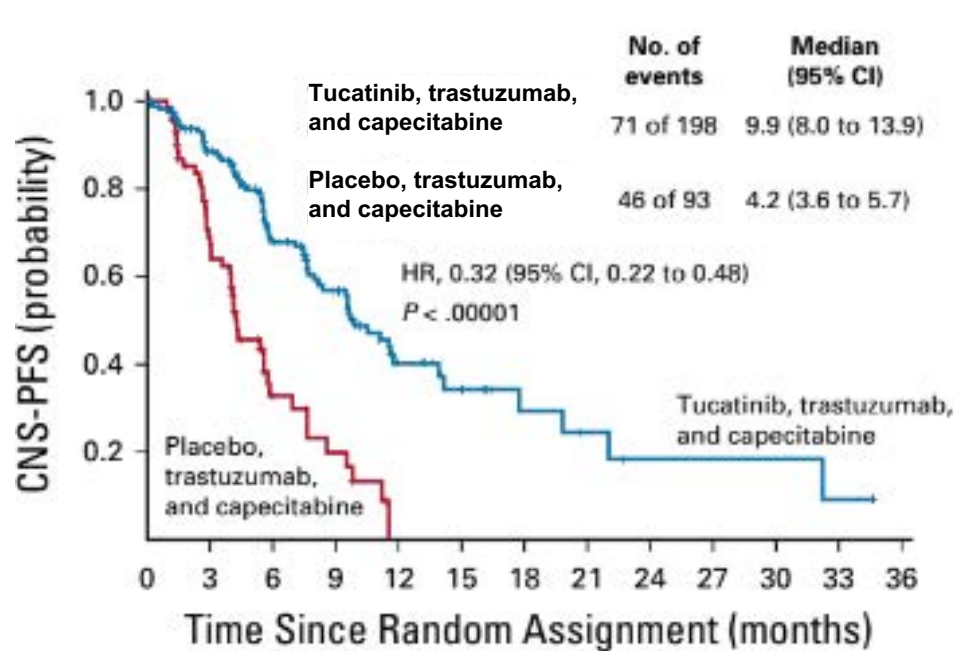 No. of events
Median (95% CI)
Tucatinib, trastuzumab,
and capecitabine
71 of 198
9.9 (8.0 to 13.9)
Placebo, trastuzumab,
and capecitabine
46 of 93
4.2 (3.6 to 5.7)
HR, 0.32 (95% CI, 0.22 to 0.48)
P < .00001
CNS-PFS (probability)
1.0
0.8
0.6
0.4
0.2
Tucatinib, trastuzumab,
and capecitabine
Placebo,
trastuzumab,
and capecitabine
0 3 6 9 12 15 18 21 24 27 30 33 36
Time Since Random Assignment (months)